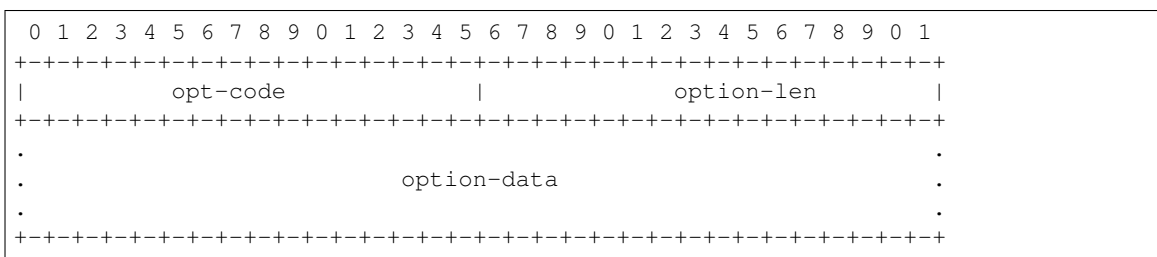 0 1 2 3 4 5 6 7 8 9 0 1 2 3 4 5 6 7 8 9 0 1 2 3 4 5 6 7 8 9 0 1
+-+-+-+-+-+-+-+-+-+-+-+-+-+-+-+-+-+-+-+-+-+-+-+-+-+-+-+-+-+-+-+-+
|          opt-code             |             option-len        |
+-+-+-+-+-+-+-+-+-+-+-+-+-+-+-+-+-+-+-+-+-+-+-+-+-+-+-+-+-+-+-+-+
.                                                               .
.                          option-data                          .
.                                                               .
+-+-+-+-+-+-+-+-+-+-+-+-+-+-+-+-+-+-+-+-+-+-+-+-+-+-+-+-+-+-+-+-+